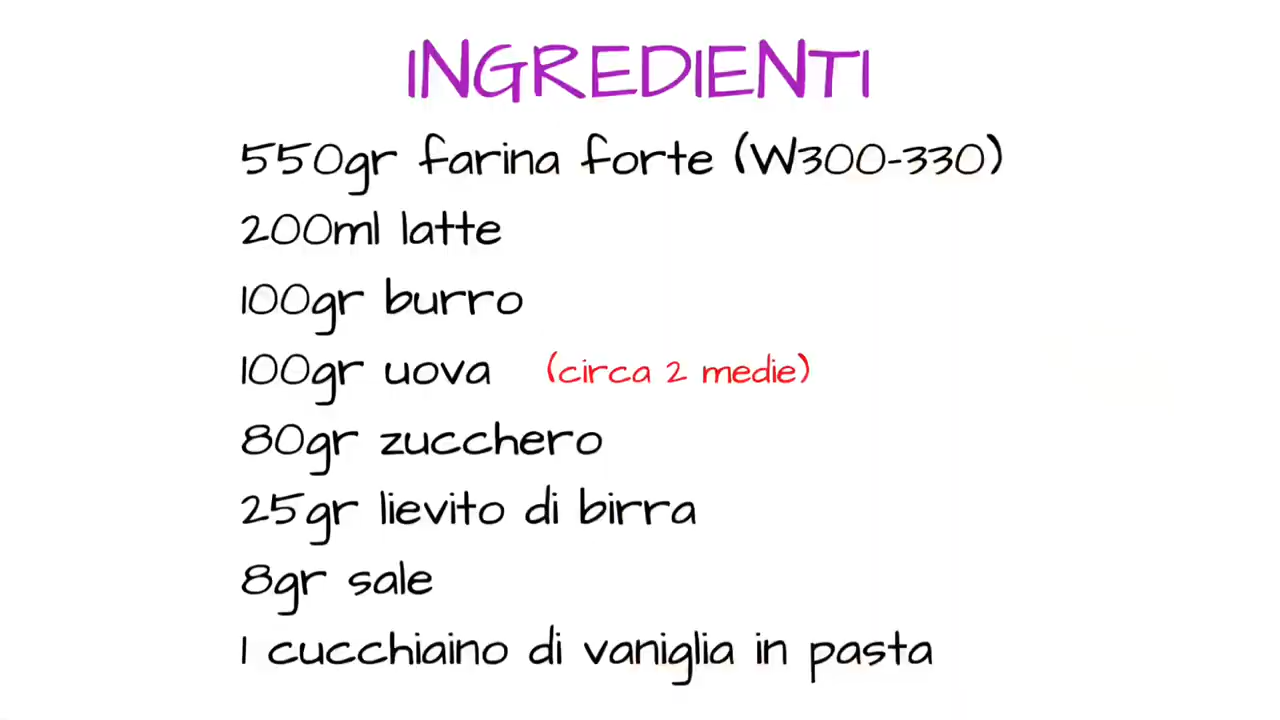 INGREDIENTI
550gr farina forte (W300-330)
200ml latte
100gr burro
100gr uova (circa 2 medie)
80gr zucchero
25gr lievito di birra
8gr sale
1 cucchiaino di vaniglia in pasta